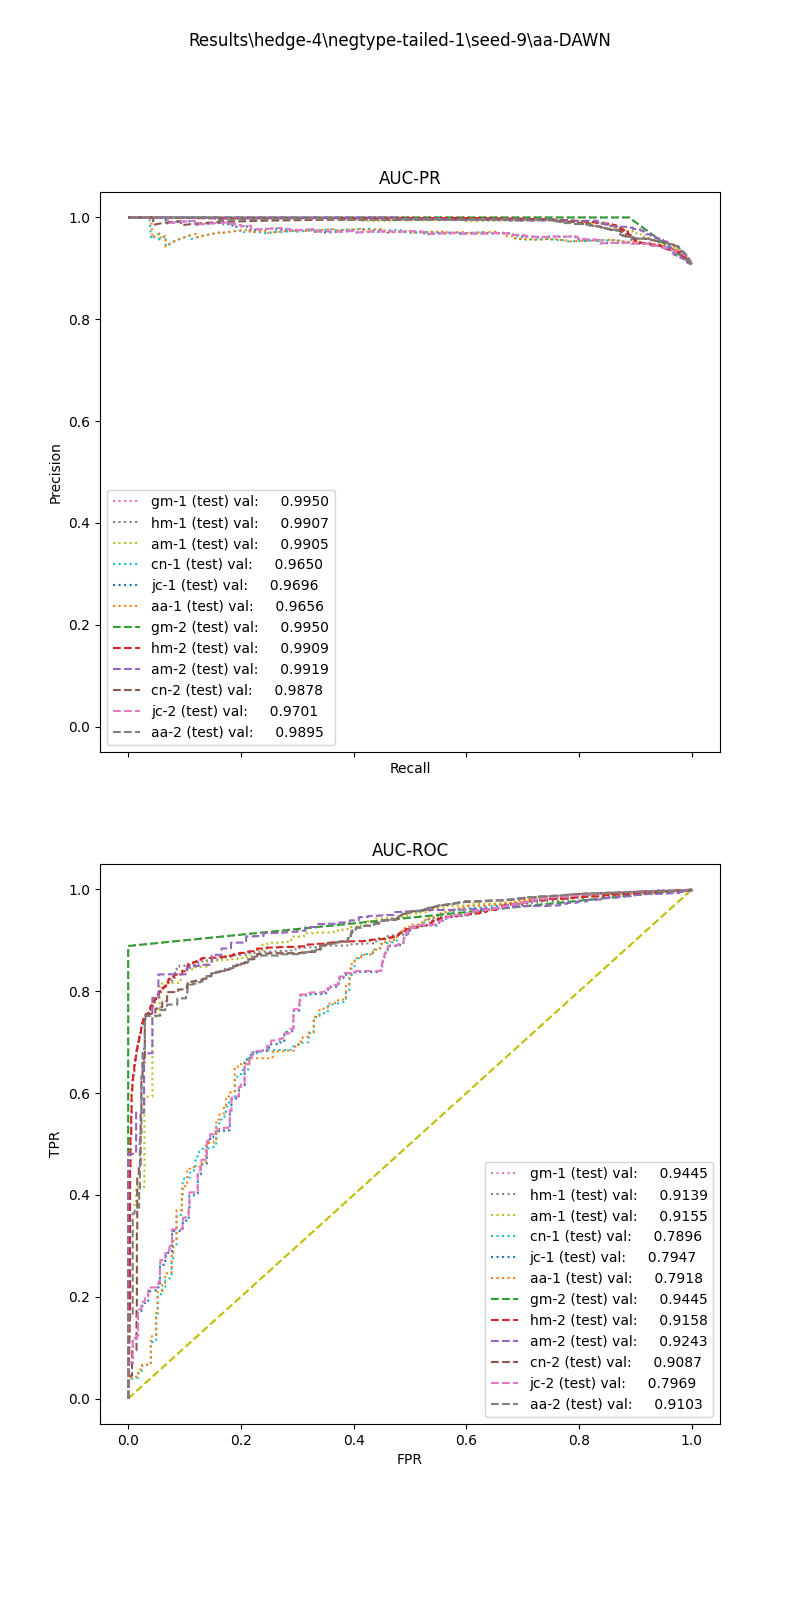 Results\hedge-4\negtype-tailed-1\seed-9\aa-DAWN
AUC-PR
1.0
0.8
0.6
0.4
0.2
0.0
Precision
gm-1 (test) val: 0.9950
hm-1 (test) val: 0.9907
am-1 (test) val: 0.9905
cn-1 (test) val: 0.9650
jc-1 (test) val: 0.9696
aa-1 (test) val: 0.9656
gm-2 (test) val: 0.9950
hm-2 (test) val: 0.9909
am-2 (test) val: 0.9919
cn-2 (test) val: 0.9878
jc-2 (test) val: 0.9701
aa-2 (test) val: 0.9895
Recall
AUC-ROC
1.0
0.8
0.6
0.4
0.2
0.0
TPR
gm-1 (test) val: 0.9445
hm-1 (test) val: 0.9139
am-1 (test) val: 0.9155
cn-1 (test) val: 0.7896
jc-1 (test) val: 0.7947
aa-1 (test) val: 0.7918
gm-2 (test) val: 0.9445
hm-2 (test) val: 0.9158
am-2 (test) val: 0.9243
cn-2 (test) val: 0.9087
jc-2 (test) val: 0.7969
aa-2 (test) val: 0.9103
0.0 0.2 0.4 0.6 0.8 1.0
FPR